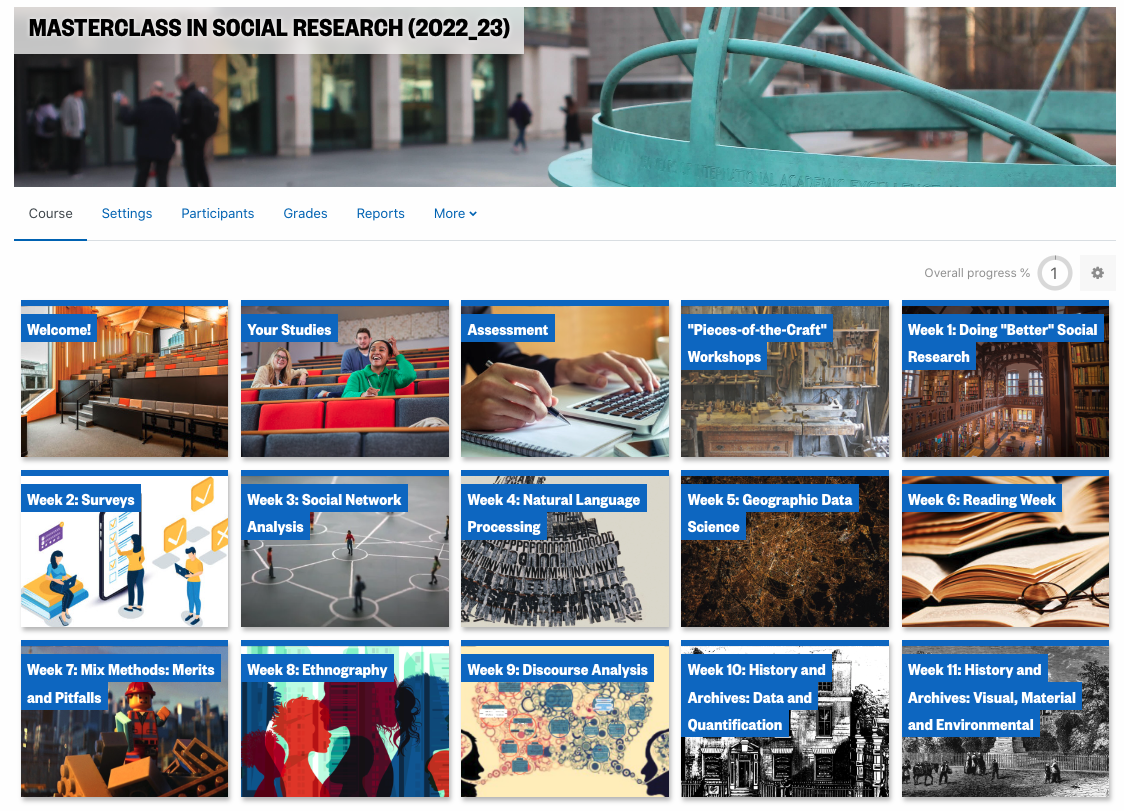 MASTERCLASS IN SOCIAL RESEARCH (2022_23)
Course
Settings
Participants
Grades
Reports
More
Overall progress %
1
Welcome!
Your Studies
Assessment
"Pieces-of-the-Craft"
Workshops
Week 1: Doing "Better" Social
Research
Week 2: Surveys
Week 3: Social Network
Analysis
Week 4: Natural Language
Processing
Week 5: Geographic Data
Science
Week 6: Reading Week
Week 7: Mix Methods: Merits
and Pitfalls
Week 8: Ethnography
Week 9: Discourse Analysis
Week 10: History and
Archives: Data and
Quantification
Week 11: History and
Archives: Visual, Material
and Environmental